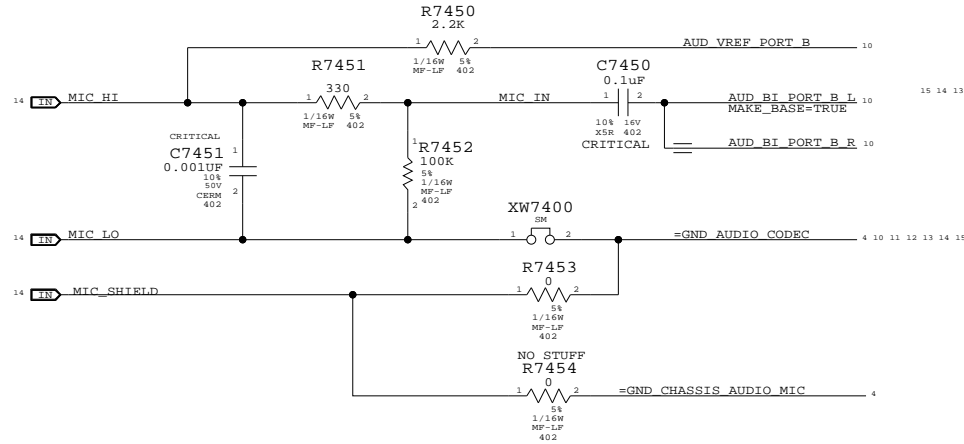 R7450
2.2K
1 2 AUD_VREF_PORT_B 10
1/16W 5%
MF-LF 402
R7451
330
C7450
0.1uF
14 IN MIC_HI 1 2 MIC_IN 1 2 AUD_BI_PORT_B_L 10
MAKE_BASE=TRUE
15 14 13
1/16W 5%
MF-LF 402
10% 16V
X5R 402
CRITICAL
AUD_BI_PORT_B_R 10
CRITICAL
C7451
0.001UF
10%
50V
CERM
402
1
2
1
R7452
100K
5%
1/16W
MF-LF
402
2
XW7400
SM
14 IN MIC_LO 1 2 =GND_AUDIO_CODEC 4 10 11 12 13 14 15
R7453
0
14 IN MIC_SHIELD 1 2
5%
1/16W
MF-LF
402
NO STUFF
R7454
0
1 2 =GND_CHASSIS_AUDIO_MIC 4
5%
1/16W
MF-LF
402